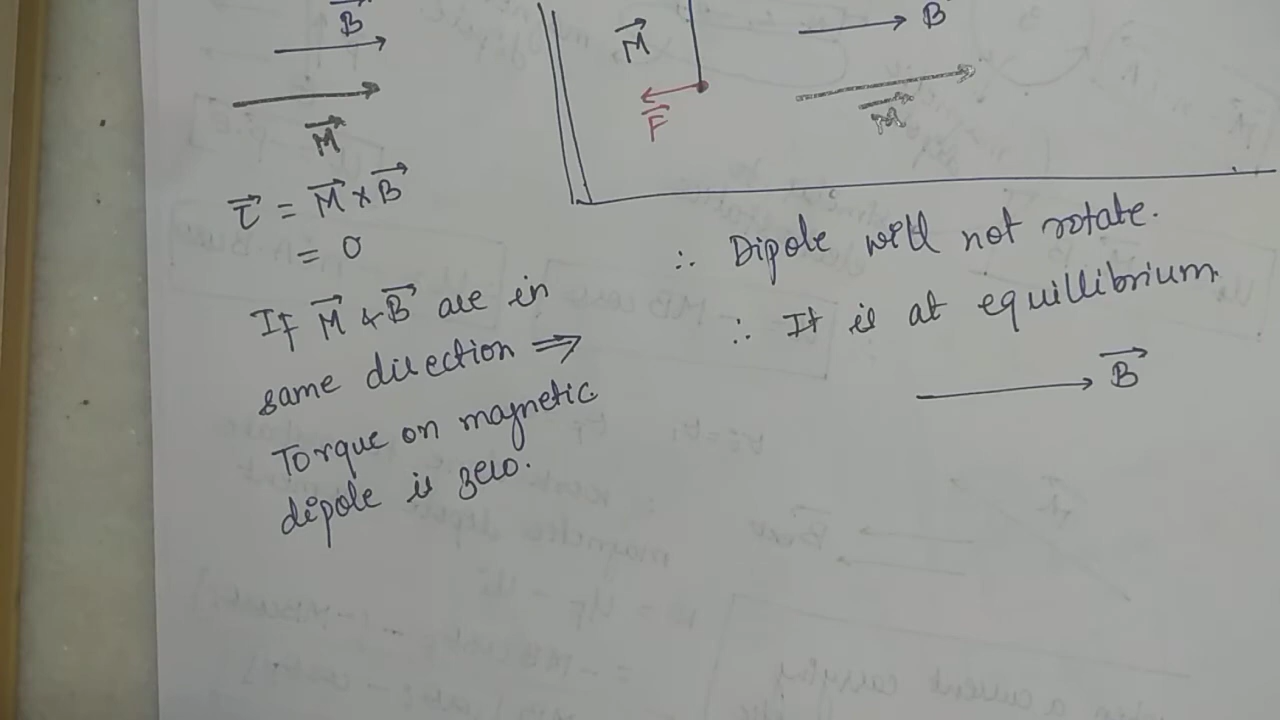 B⃗
M⃗
τ⃗ = M⃗ × B⃗
= 0
If M⃗ & B⃗ are in
same direction ⇒
Torque on magnetic
dipole is zero.
M⃗
F⃗
B
M⃗
∴ Dipole will not rotate.
∴ It is at equillibrium.
B⃗